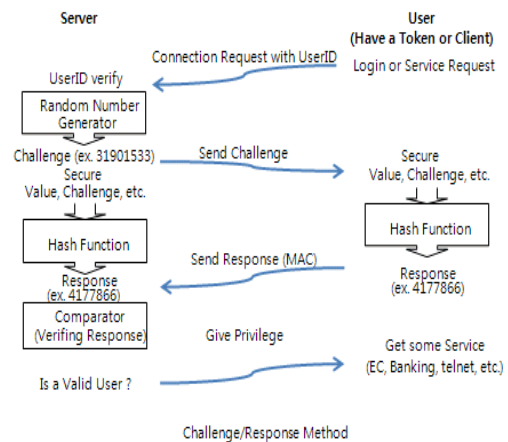 Server
User
(Have a Token or Client)
Connection Request with UserID
Login or Service Request
UserID verify
Random Number
Generator
Challenge (ex. 31901533)
Send Challenge
Secure
Value, Challenge, etc.
Secure
Value, Challenge, etc.
Hash Function
Hash Function
Send Response (MAC)
Response
(ex. 4177866)
Response
(ex. 4177866)
Comparator
(Verifing Response)
Give Privilege
Get some Service
(EC, Banking, telnet, etc.)
Is a Valid User ?
Challenge/Response Method